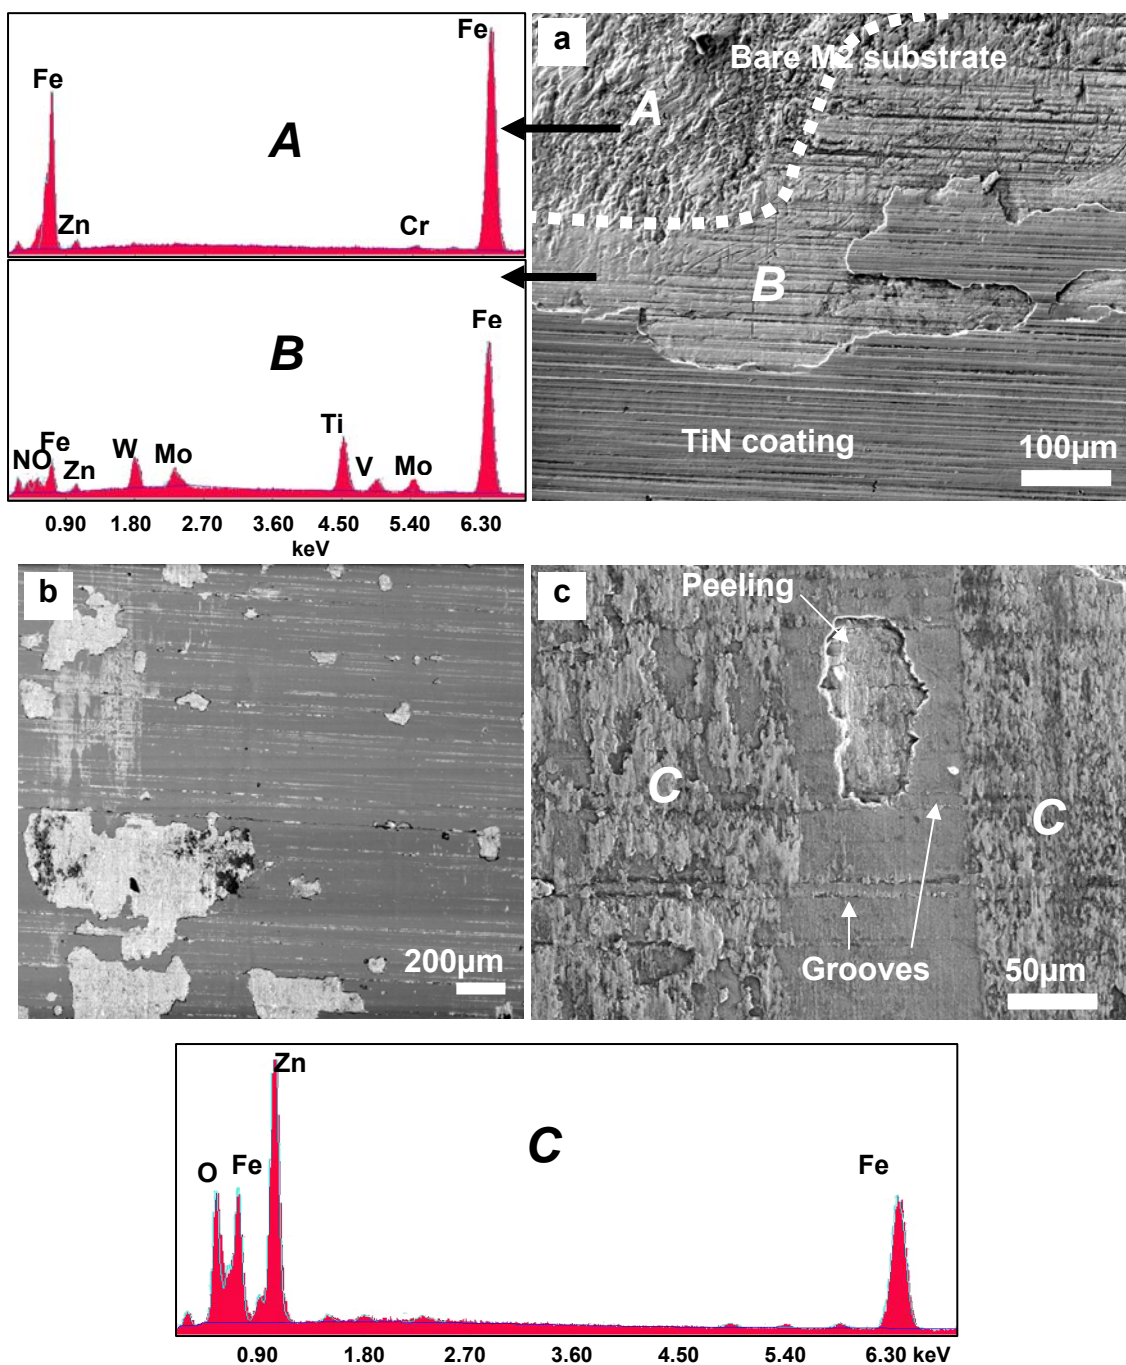 Fe
Fe
A
Zn
Cr
a
Bare M2 substrate
A
B
TiN coating
100µm
B
Fe
Ti
W
Mo
Fe
N O
Zn
V
Mo
0.90 1.80 2.70 3.60 4.50 5.40 6.30
keV
b
200µm
c
Peeling
C
C
Grooves
50µm
Zn
C
O
Fe
Fe
0.90 1.80 2.70 3.60 4.50 5.40 6.30 keV